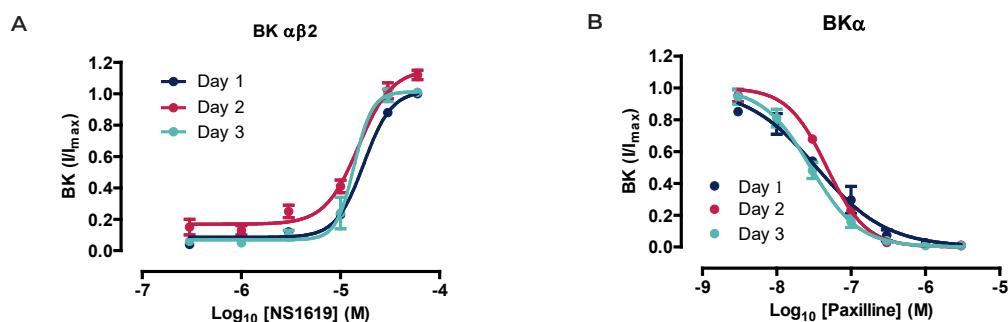 A
BK αβ2
BK (I/Imax)
1.2
1.0
0.8
0.6
0.4
0.2
0.0
Day 1
Day 2
Day 3
-7
-6
-5
-4
Log10 [NS1619] (M)
B
BKα
BK (I/Imax)
1.2
1.0
0.8
0.6
0.4
0.2
0.0
Day 1
Day 2
Day 3
-9
-8
-7
-6
-5
Log10 [Paxilline] (M)